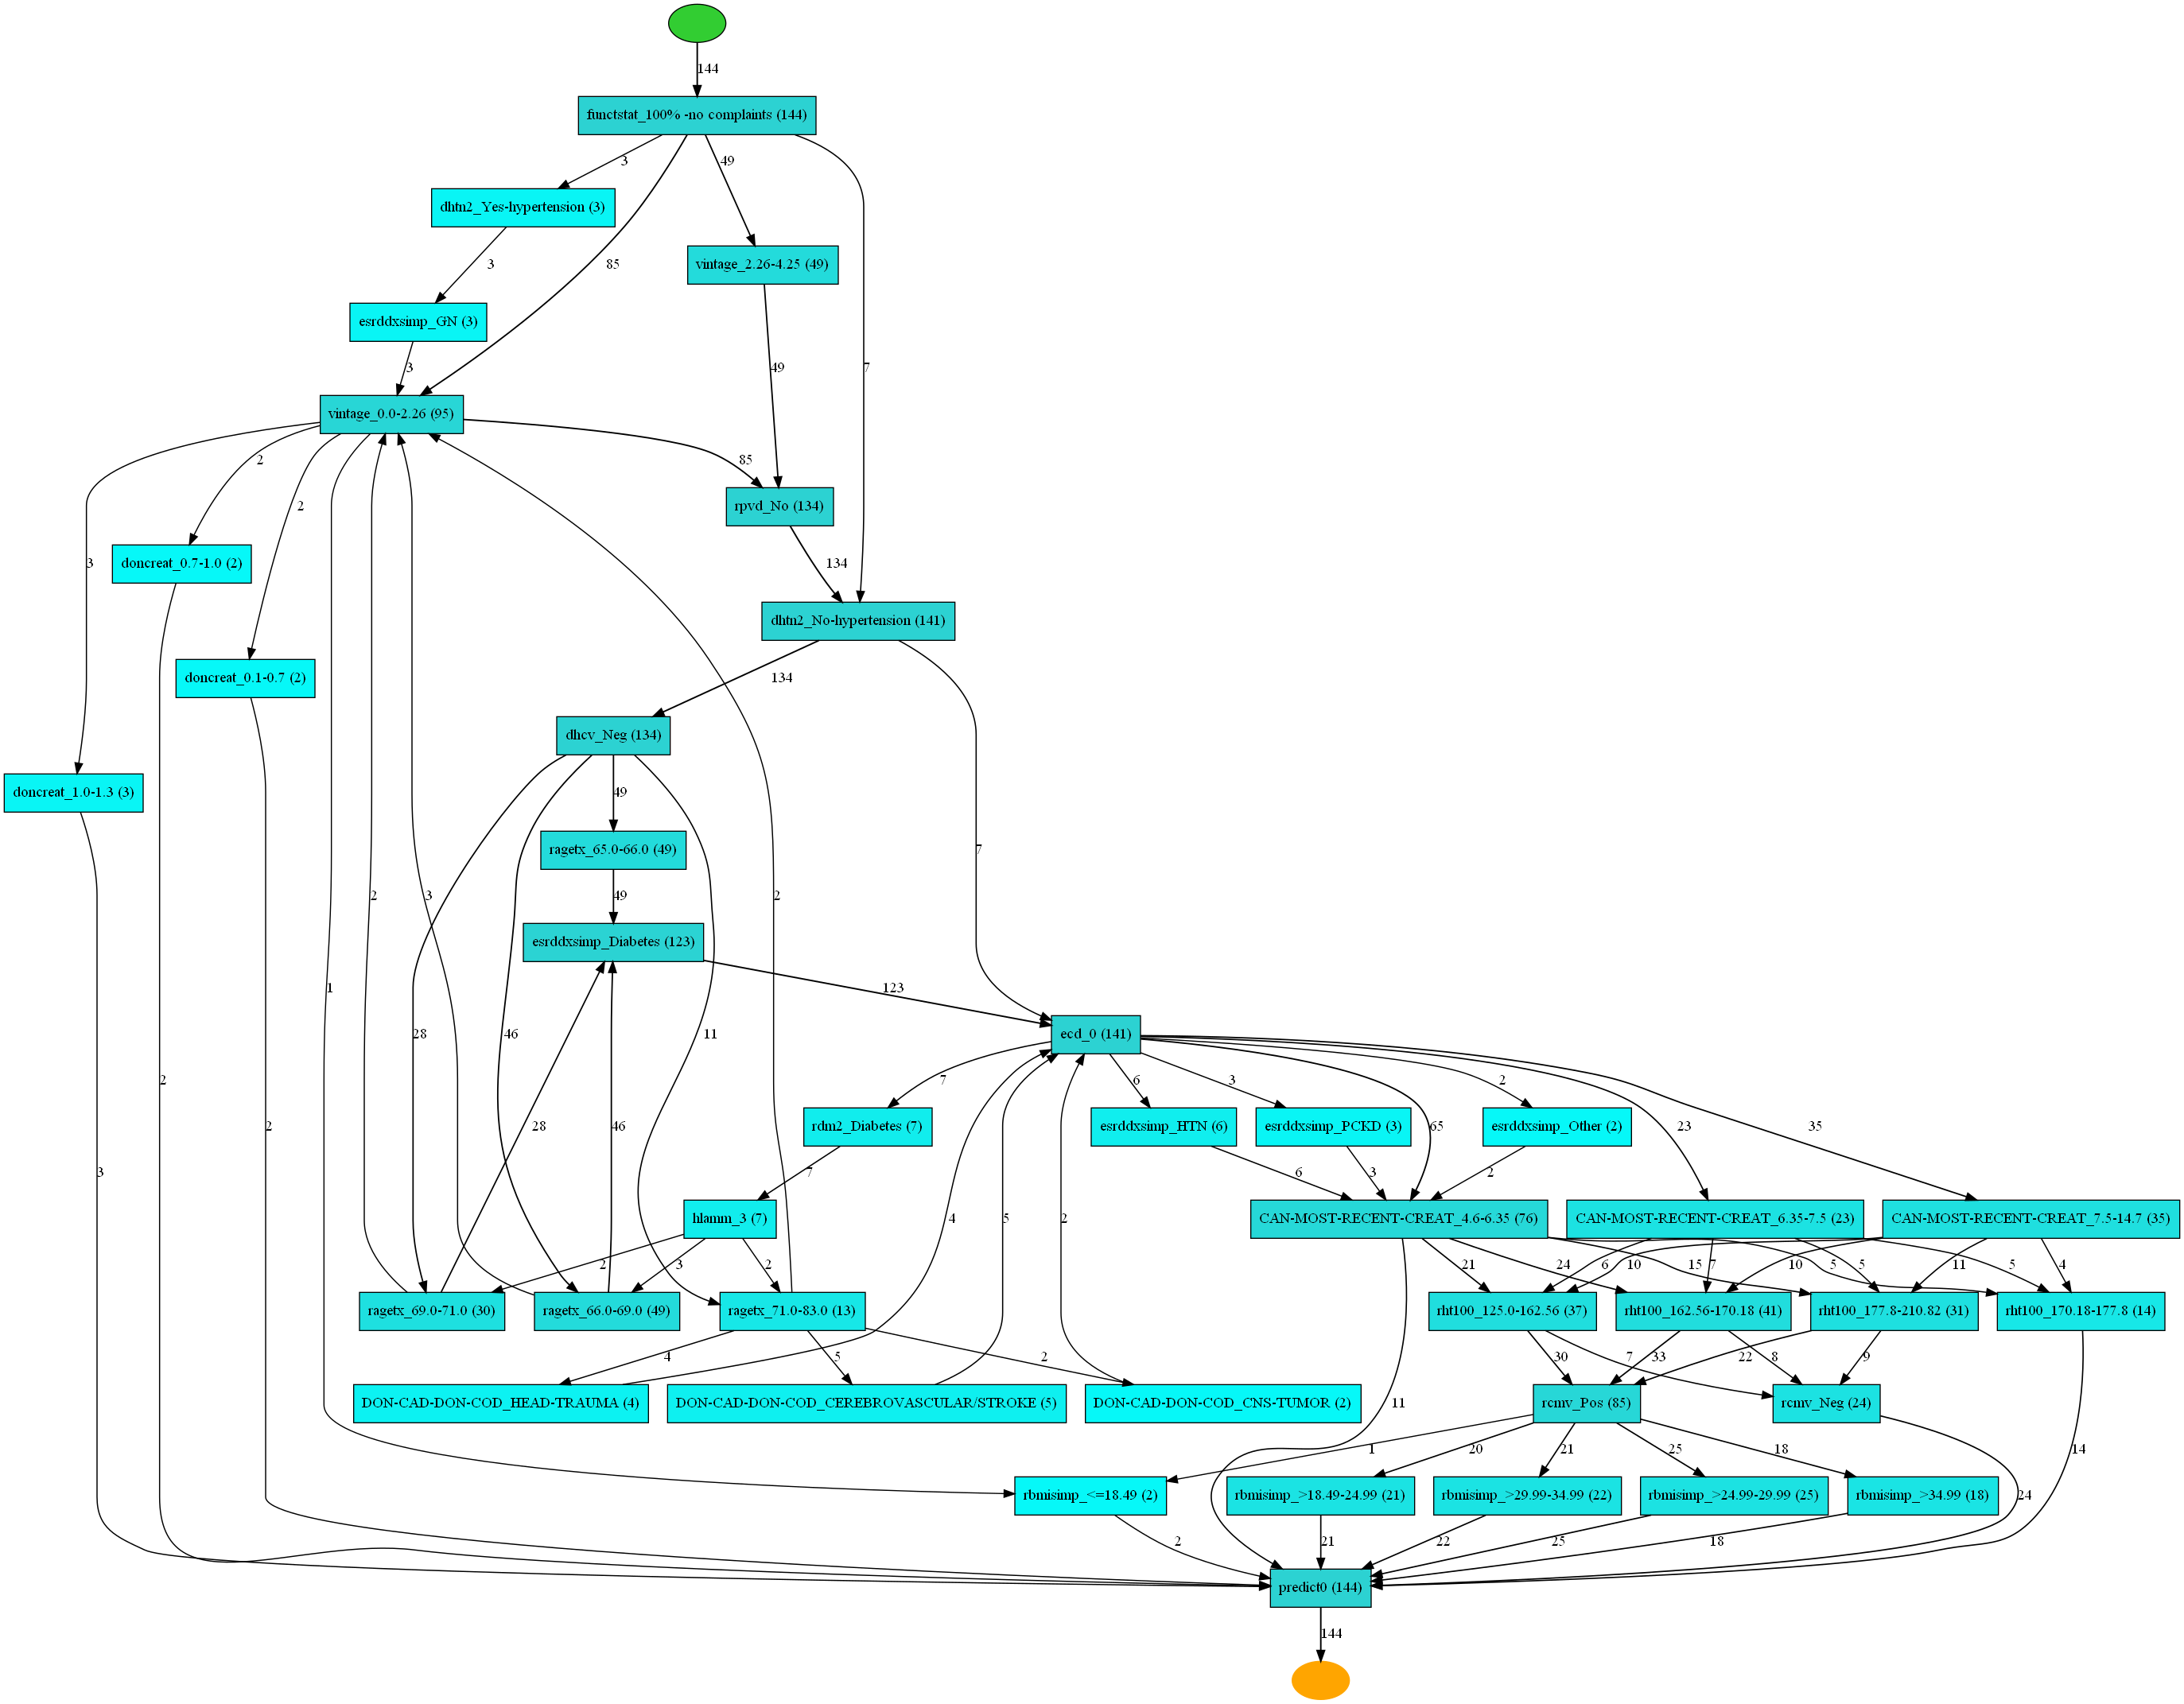 144
functstat_100% -no complaints (144)
3
49
dhtn2_Yes-hypertension (3)
3
85
vintage_2.26-4.25 (49)
esrddxsimp_GN (3)
3
49
7
vintage_0.0-2.26 (95)
2
85
3
2
rpvd_No (134)
doncreat_0.7-1.0 (2)
134
dhtn2_No-hypertension (141)
doncreat_0.1-0.7 (2)
134
dhcv_Neg (134)
doncreat_1.0-1.3 (3)
49
7
ragetx_65.0-66.0 (49)
1
2
3
49
2
esrddxsimp_Diabetes (123)
123
28
46
11
ecd_0 (141)
2
7
6
3
2
28
46
rdm2_Diabetes (7)
esrddxsimp_HTN (6)
esrddxsimp_PCKD (3)
65
esrddxsimp_Other (2)
23
35
2
3
7
6
3
2
hlamm_3 (7)
4
5
2
CAN-MOST-RECENT-CREAT_4.6-6.35 (76)
CAN-MOST-RECENT-CREAT_6.35-7.5 (23)
CAN-MOST-RECENT-CREAT_7.5-14.7 (35)
2
3
2
21
24
6
10
15
7
10
5
5
11
5
4
ragetx_69.0-71.0 (30)
ragetx_66.0-69.0 (49)
ragetx_71.0-83.0 (13)
rht100_125.0-162.56 (37)
rht100_162.56-170.18 (41)
rht100_177.8-210.82 (31)
rht100_170.18-177.8 (14)
4
5
2
30
7
33
8
22
9
DON-CAD-DON-COD_HEAD-TRAUMA (4)
DON-CAD-DON-COD_CEREBROVASCULAR/STROKE (5)
DON-CAD-DON-COD_CNS-TUMOR (2)
11
rcmv_Pos (85)
rcmv_Neg (24)
1
20
21
25
18
14
rbmisimp_<=18.49 (2)
rbmisimp_>18.49-24.99 (21)
rbmisimp_>29.99-34.99 (22)
rbmisimp_>24.99-29.99 (25)
rbmisimp_>34.99 (18)
24
2
21
22
25
18
predict0 (144)
144